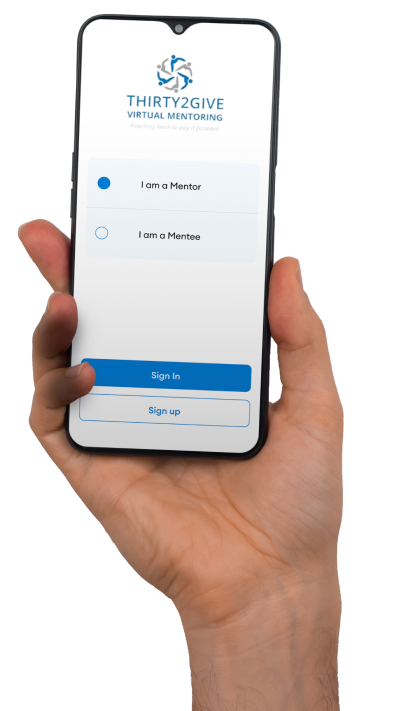 THIRTY2GIVE
VIRTUAL MENTORING
Reaching back to pay it forward
I am a Mentor
I am a Mentee
Sign In
Sign up